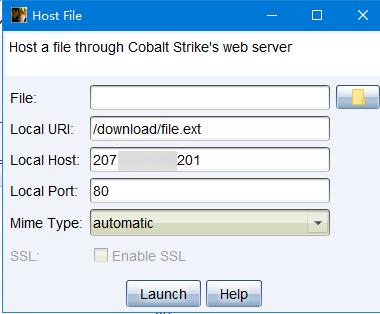 Host File
Host a file through Cobalt Strike's web server
File:
Local URI: /download/file.ext
Local Host: 207 201
Local Port: 80
Mime Type: automatic
SSL: Enable SSL
Launch Help